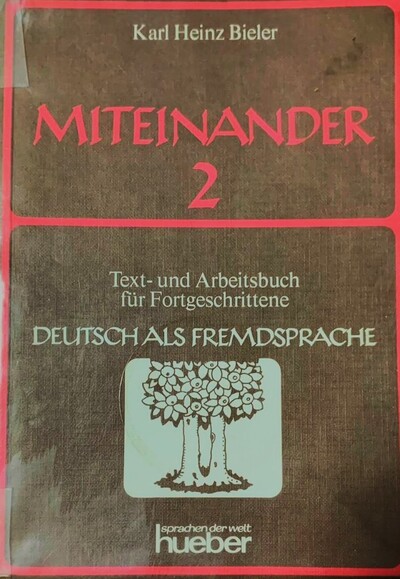 Karl Heinz Bieler
MITEINANDER
2
Text- und Arbeitsbuch
für Fortgeschrittene
DEUTSCH ALS FREMDSPRACHE
sprachen der welt
hueber